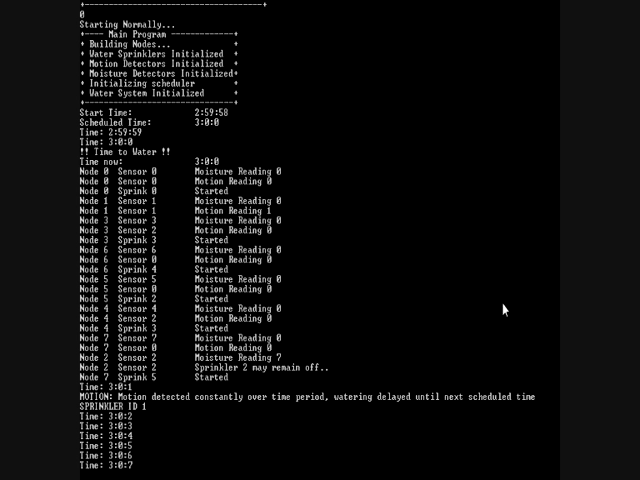 +-------------------------------------+
0
Starting Normally...
+---- Main Program -------------+
+ Building Nodes...             +
+ Water Sprinklers Initialized  +
+ Motion Detectors Initialized  +
+ Moisture Detectors Initialized+
+ Initializing scheduler        +
+ Water System Initialized      +
+-------------------------------+
Start Time:             2:59:58
Scheduled Time:         3:0:0
Time: 2:59:59
Time: 3:0:0
!! Time to Water !!
Time now:               3:0:0
Node 0  Sensor 0        Moisture Reading 0
Node 0  Sensor 0        Motion Reading 0
Node 0  Sprink 0        Started
Node 1  Sensor 1        Moisture Reading 0
Node 1  Sensor 1        Motion Reading 1
Node 3  Sensor 3        Moisture Reading 0
Node 3  Sensor 2        Motion Reading 0
Node 3  Sprink 3        Started
Node 6  Sensor 6        Moisture Reading 0
Node 6  Sensor 0        Motion Reading 0
Node 6  Sprink 4        Started
Node 5  Sensor 5        Moisture Reading 0
Node 5  Sensor 0        Motion Reading 0
Node 5  Sprink 2        Started
Node 4  Sensor 4        Moisture Reading 0
Node 4  Sensor 2        Motion Reading 0
Node 4  Sprink 3        Started
Node 7  Sensor 7        Moisture Reading 0
Node 7  Sensor 0        Motion Reading 0
Node 2  Sensor 2        Moisture Reading 7
Node 2  Sensor 2        Sprinkler 2 may remain off..
Node 7  Sprink 5        Started
Time: 3:0:1
MOTION: Motion detected constantly over time period, watering delayed until next scheduled time
SPRINKLER ID 1
Time: 3:0:2
Time: 3:0:3
Time: 3:0:4
Time: 3:0:5
Time: 3:0:6
Time: 3:0:7